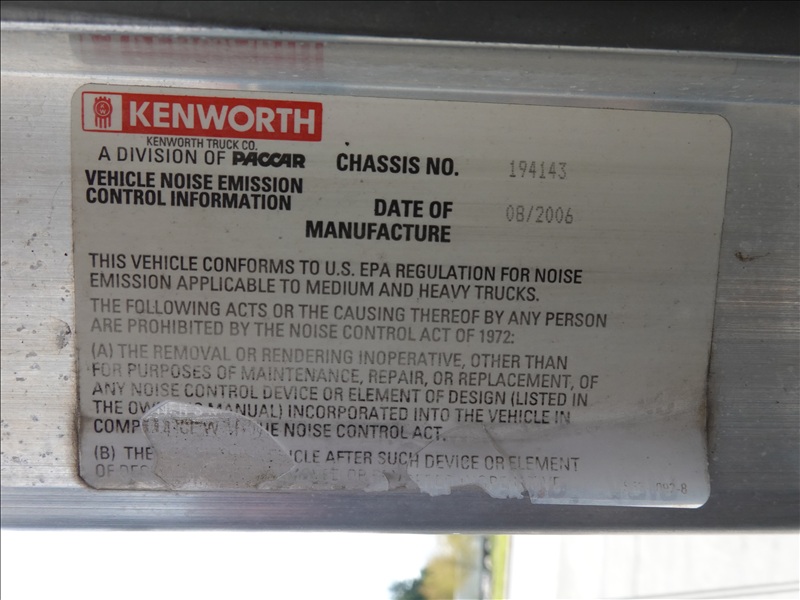 KENWORTH
KENWORTH TRUCK CO.
A DIVISION OF PACCAR
VEHICLE NOISE EMISSION
CONTROL INFORMATION
CHASSIS NO. 194143
DATE OF
MANUFACTURE 08/2006
THIS VEHICLE CONFORMS TO U.S. EPA REGULATION FOR NOISE
EMISSION APPLICABLE TO MEDIUM AND HEAVY TRUCKS.
THE FOLLOWING ACTS OR THE CAUSING THEREOF BY ANY PERSON
ARE PROHIBITED BY THE NOISE CONTROL ACT OF 1972:
(A) THE REMOVAL OR RENDERING INOPERATIVE, OTHER THAN
FOR PURPOSES OF MAINTENANCE, REPAIR, OR REPLACEMENT, OF
ANY NOISE CONTROL DEVICE OR ELEMENT OF DESIGN (LISTED IN
THE OWNER'S MANUAL) INCORPORATED INTO THE VEHICLE IN
THE NOISE CONTROL ACT.
(B) THE VEHICLE AFTER SUCH DEVICE OR ELEMENT
OF